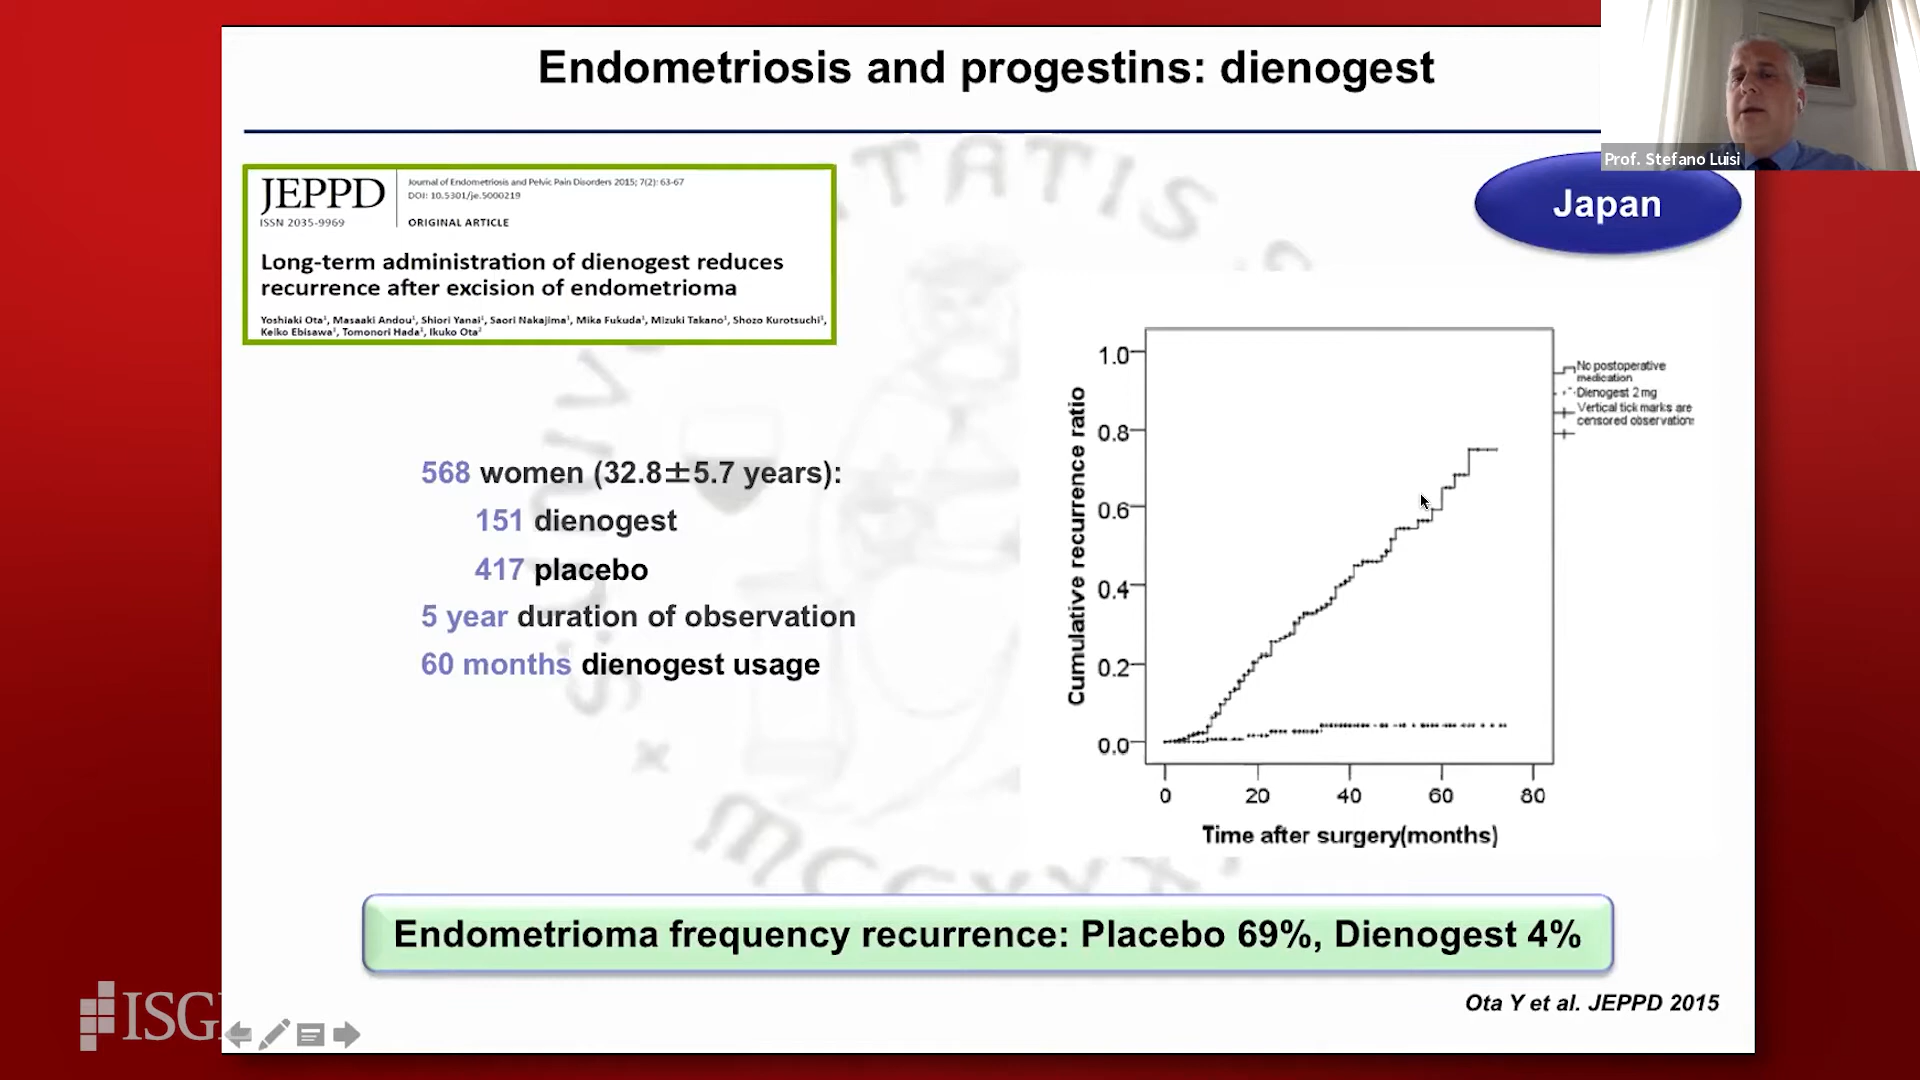 Endometriosis and progestins: dienogest
Prof. Stefano Luisi
Japan
JEPPD
ISSN 2035-9969
Journal of Endometriosis and Pelvic Pain Disorders 2015; 7(2): 63-67
DOI: 10.5301/je.5000219
ORIGINAL ARTICLE
Long-term administration of dienogest reduces
recurrence after excision of endometrioma
Yoshiaki Ota¹, Masaaki Andou¹, Shiori Yanai¹, Saori Nakajima¹, Mika Fukuda¹, Mizuki Takano¹, Shozo Kurotsuchi¹,
Keiko Ebisawa¹, Tomonori Hada¹, Ikuko Ota²
568 women (32.8±5.7 years):
151 dienogest
417 placebo
5 year duration of observation
60 months dienogest usage
Cumulative recurrence ratio
1.0
0.8
0.6
0.4
0.2
0.0
0 20 40 60 80
Time after surgery(months)
No postoperative
medication
Dienogest 2 mg
Vertical tick marks are
censored observations
Endometrioma frequency recurrence: Placebo 69%, Dienogest 4%
Ota Y et al. JEPPD 2015
ISG